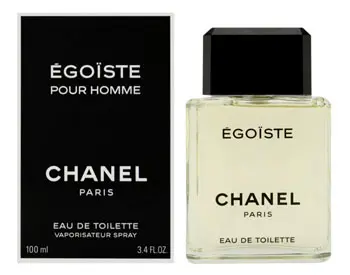 ÉGOÏSTE
POUR HOMME
CHANEL
PARIS
EAU DE TOILETTE
VAPORISATEUR SPRAY
100 ml
3.4 FL.OZ.
ÉGOÏSTE
CHANEL
PARIS
EAU DE TOILETTE